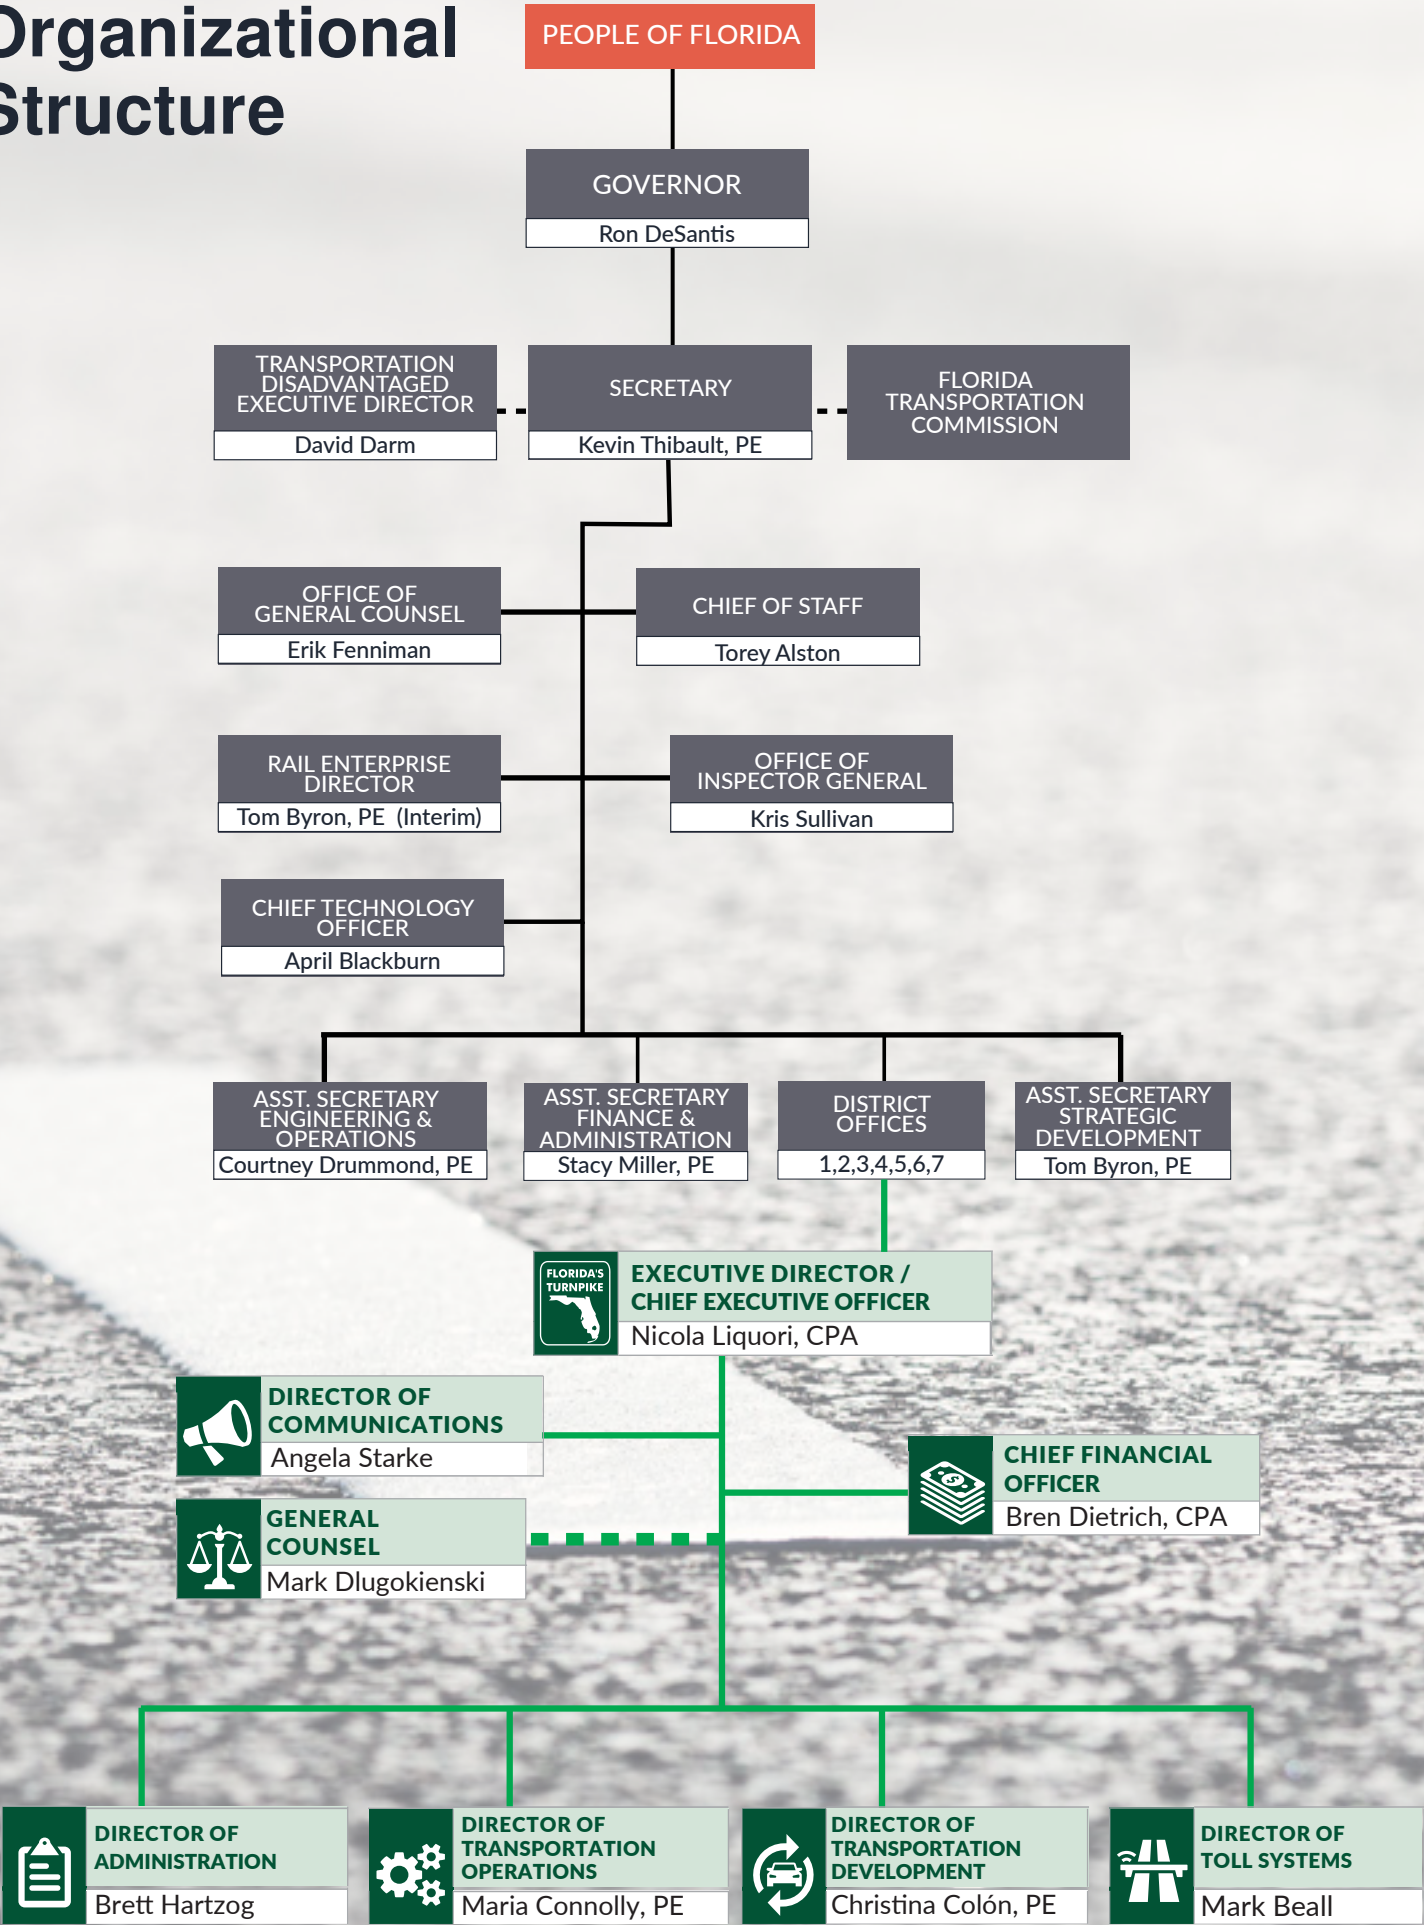 Organizational
Structure
PEOPLE OF FLORIDA
GOVERNOR
Ron DeSantis
TRANSPORTATION
DISADVANTAGED
EXECUTIVE DIRECTOR
David Darm
SECRETARY
Kevin Thibault, PE
FLORIDA
TRANSPORTATION
COMMISSION
OFFICE OF
GENERAL COUNSEL
Erik Fenniman
CHIEF OF STAFF
Torey Alston
RAIL ENTERPRISE
DIRECTOR
Tom Byron, PE (Interim)
OFFICE OF
INSPECTOR GENERAL
Kris Sullivan
CHIEF TECHNOLOGY
OFFICER
April Blackburn
ASST. SECRETARY
ENGINEERING &
OPERATIONS
Courtney Drummond, PE
ASST. SECRETARY
FINANCE &
ADMINISTRATION
Stacy Miller, PE
DISTRICT
OFFICES
1,2,3,4,5,6,7
ASST. SECRETARY
STRATEGIC
DEVELOPMENT
Tom Byron, PE
FLORIDA'S
TURNPIKE
EXECUTIVE DIRECTOR /
CHIEF EXECUTIVE OFFICER
Nicola Liquori, CPA
DIRECTOR OF
COMMUNICATIONS
Angela Starke
CHIEF FINANCIAL
OFFICER
Bren Dietrich, CPA
GENERAL
COUNSEL
Mark Dlugokienski
DIRECTOR OF
ADMINISTRATION
Brett Hartzog
DIRECTOR OF
TRANSPORTATION
OPERATIONS
Maria Connolly, PE
DIRECTOR OF
TRANSPORTATION
DEVELOPMENT
Christina Colón, PE
DIRECTOR OF
TOLL SYSTEMS
Mark Beall